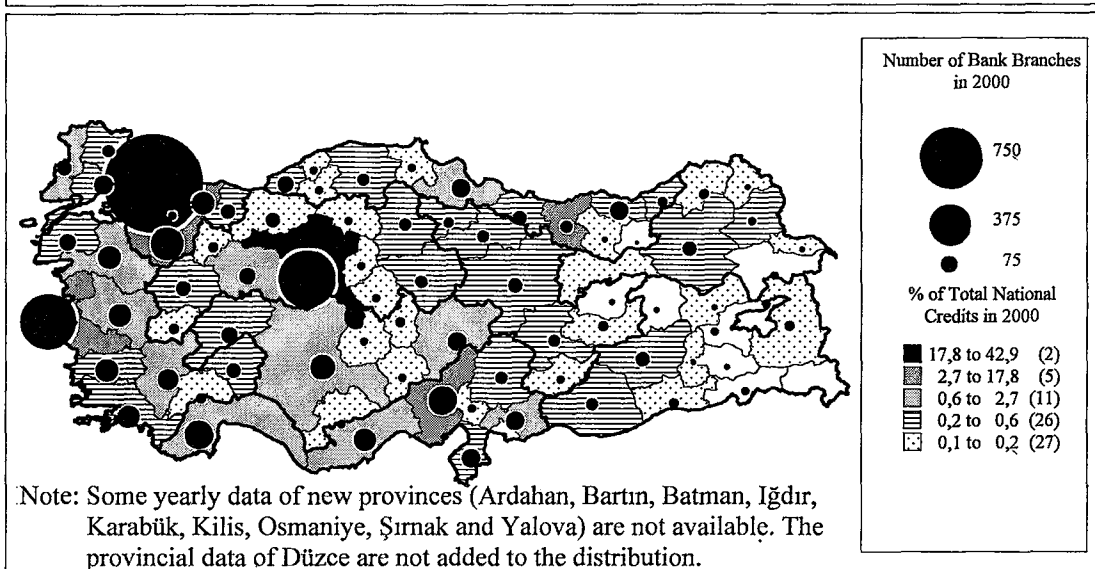 Number of Bank Branches
in 2000
750
375
75
% of Total National
Credits in 2000
17,8 to 42,9 (2)
2,7 to 17,8 (5)
0,6 to 2,7 (11)
0,2 to 0,6 (26)
0,1 to 0,2 (27)
Note: Some yearly data of new provinces (Ardahan, Bartın, Batman, Iğdır,
Karabük, Kilis, Osmaniye, Şırnak and Yalova) are not available. The
provincial data of Düzce are not added to the distribution.